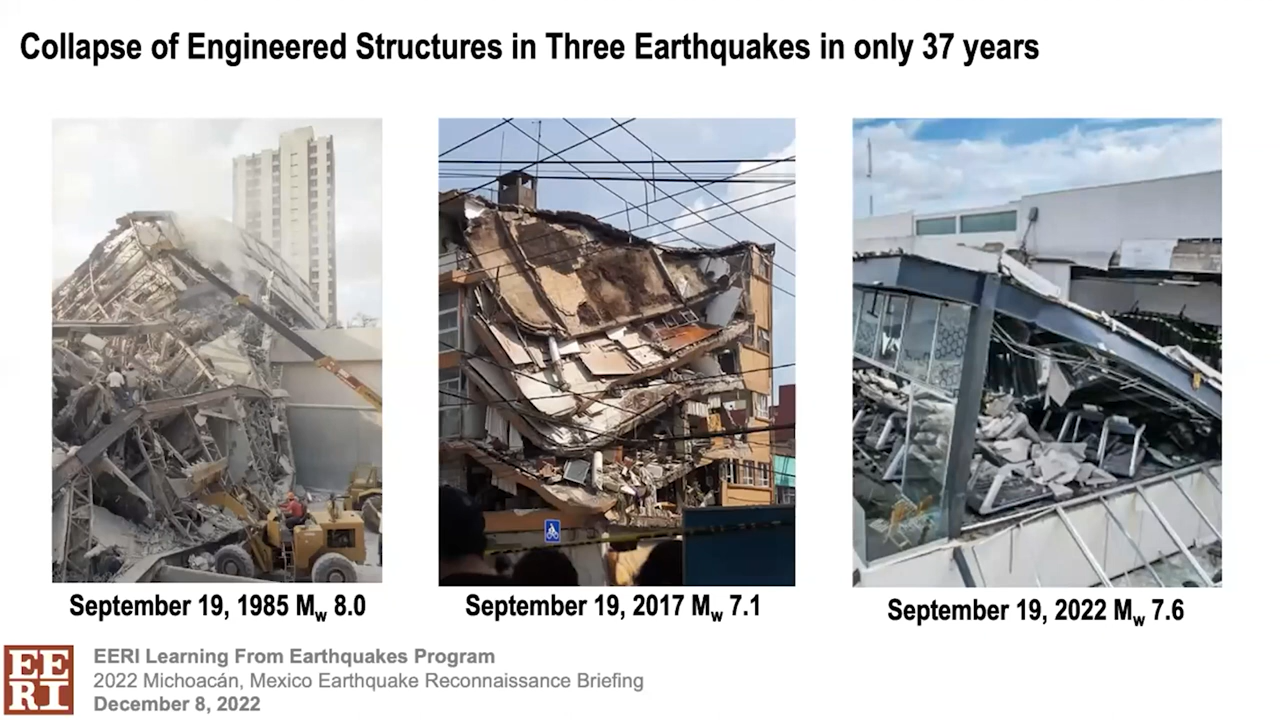 Collapse of Engineered Structures in Three Earthquakes in only 37 years
September 19, 1985 Mw 8.0
September 19, 2017 Mw 7.1
September 19, 2022 Mw 7.6
EE
RI
EERI Learning From Earthquakes Program
2022 Michoacán, Mexico Earthquake Reconnaissance Briefing
December 8, 2022